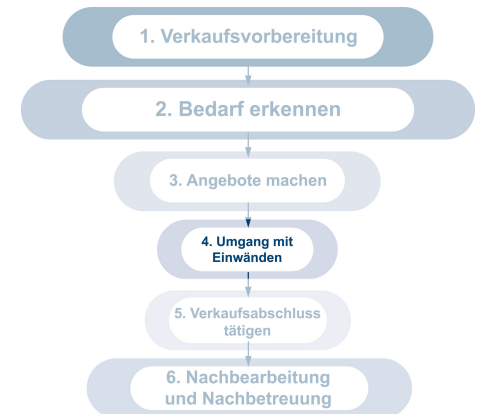 1. Verkaufsvorbereitung
2. Bedarf erkennen
3. Angebote machen
4. Umgang mit
Einwänden
5. Verkaufsabschluss
tätigen
6. Nachbearbeitung
und Nachbetreuung